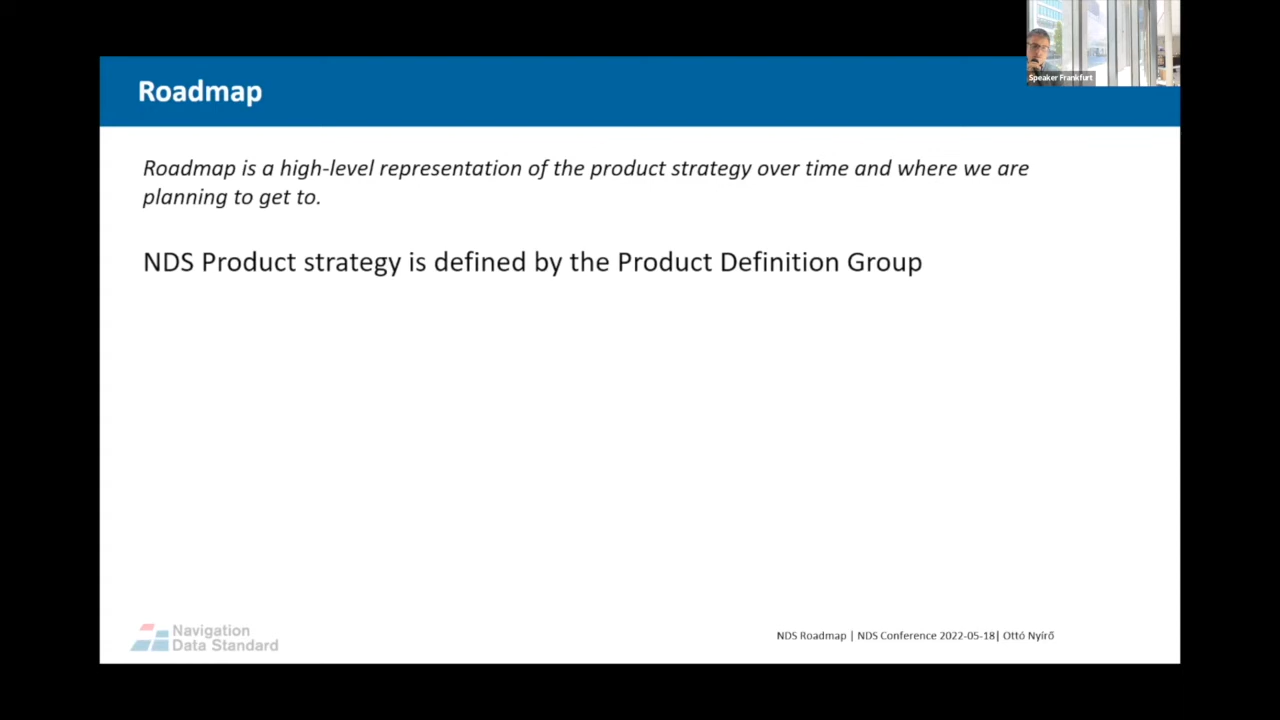 Speaker Frankfurt
Roadmap
Roadmap is a high-level representation of the product strategy over time and where we are
planning to get to.
NDS Product strategy is defined by the Product Definition Group
Navigation
Data Standard
NDS Roadmap | NDS Conference 2022-05-18| Ottó Nyírő